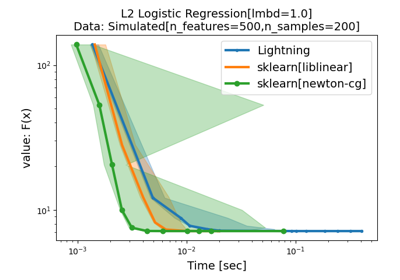 L2 Logistic Regression[lmbd=1.0]
Data: Simulated[n_features=500,n_samples=200]
value: F(x)
10²
10¹
Lightning
sklearn[liblinear]
sklearn[newton-cg]
10⁻³
10⁻²
10⁻¹
Time [sec]